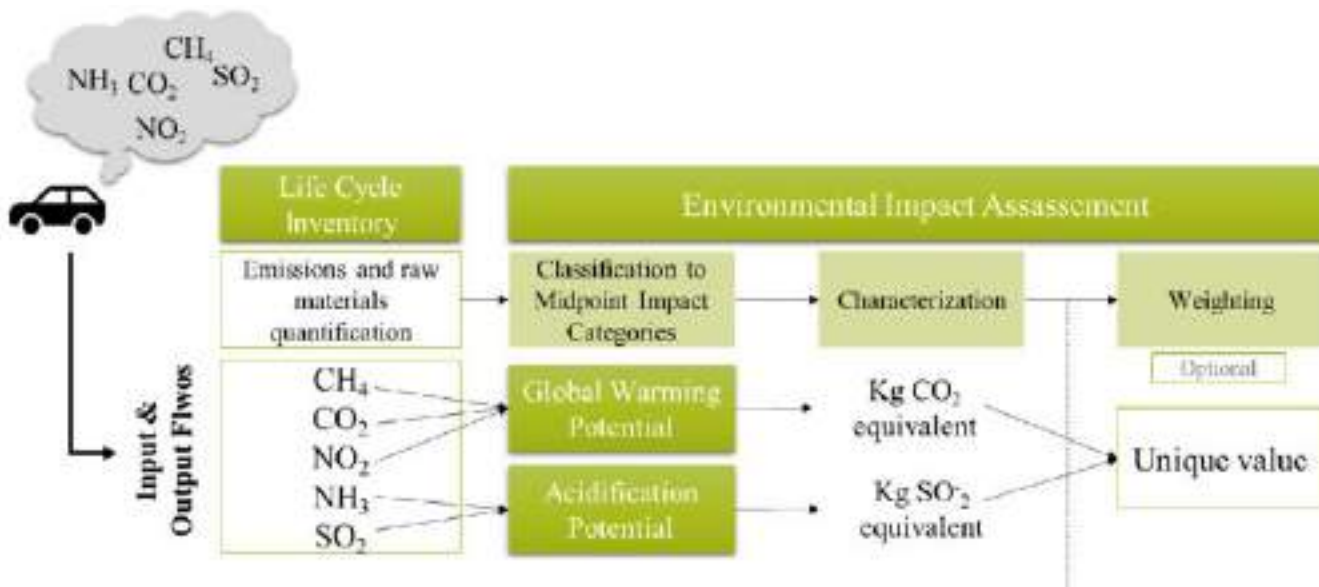 CH₄
NH₃ CO₂ SO₂
NO₂
Life Cycle
Inventory
Environmental Impact Assassement
Emissions and raw
materials
quantification
Classification to
Midpoint Impact
Categories
Characterization
Weighting
Optional
Input &
Output Flwos
CH₄
CO₂
NO₂
NH₃
SO₂
Global Warming
Potential
Acidification
Potential
Kg CO₂
equivalent
Kg SO⁻₂
equivalent
Unique value